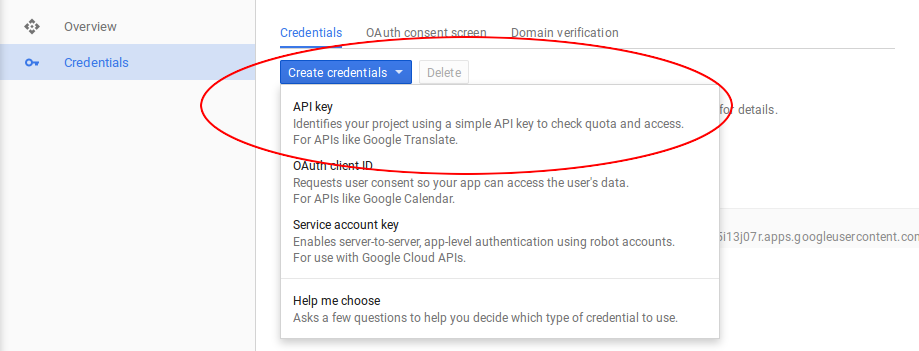 Overview
Credentials
Credentials OAuth consent screen Domain verification
Create credentials Delete
API key
Identifies your project using a simple API key to check quota and access.
For APIs like Google Translate.
for details.
OAuth client ID
Requests user consent so your app can access the user's data.
For APIs like Google Calendar.
Service account key
Enables server-to-server, app-level authentication using robot accounts.
For use with Google Cloud APIs.
5i13j07r.apps.googleusercontent.com
Help me choose
Asks a few questions to help you decide which type of credential to use.